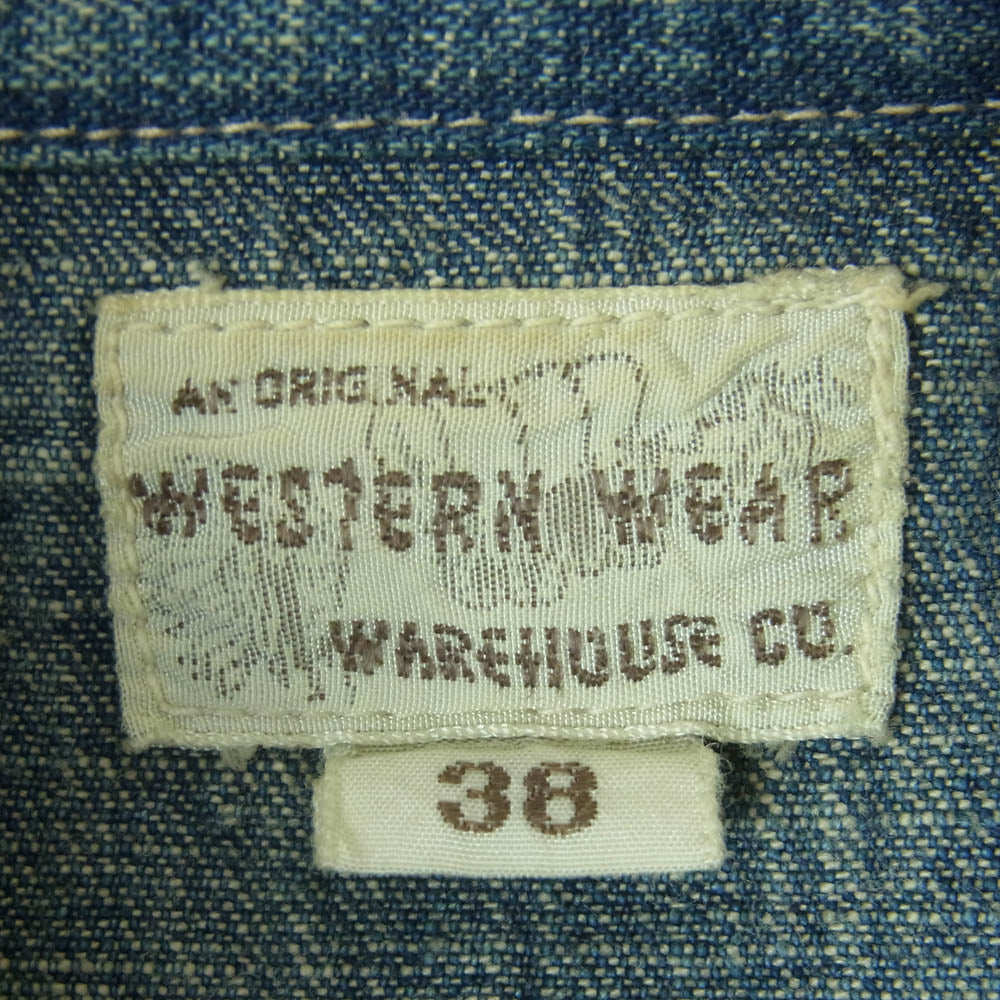 AN ORIGINAL
WESTERN WEAR
WAREHOUSE CO.
38